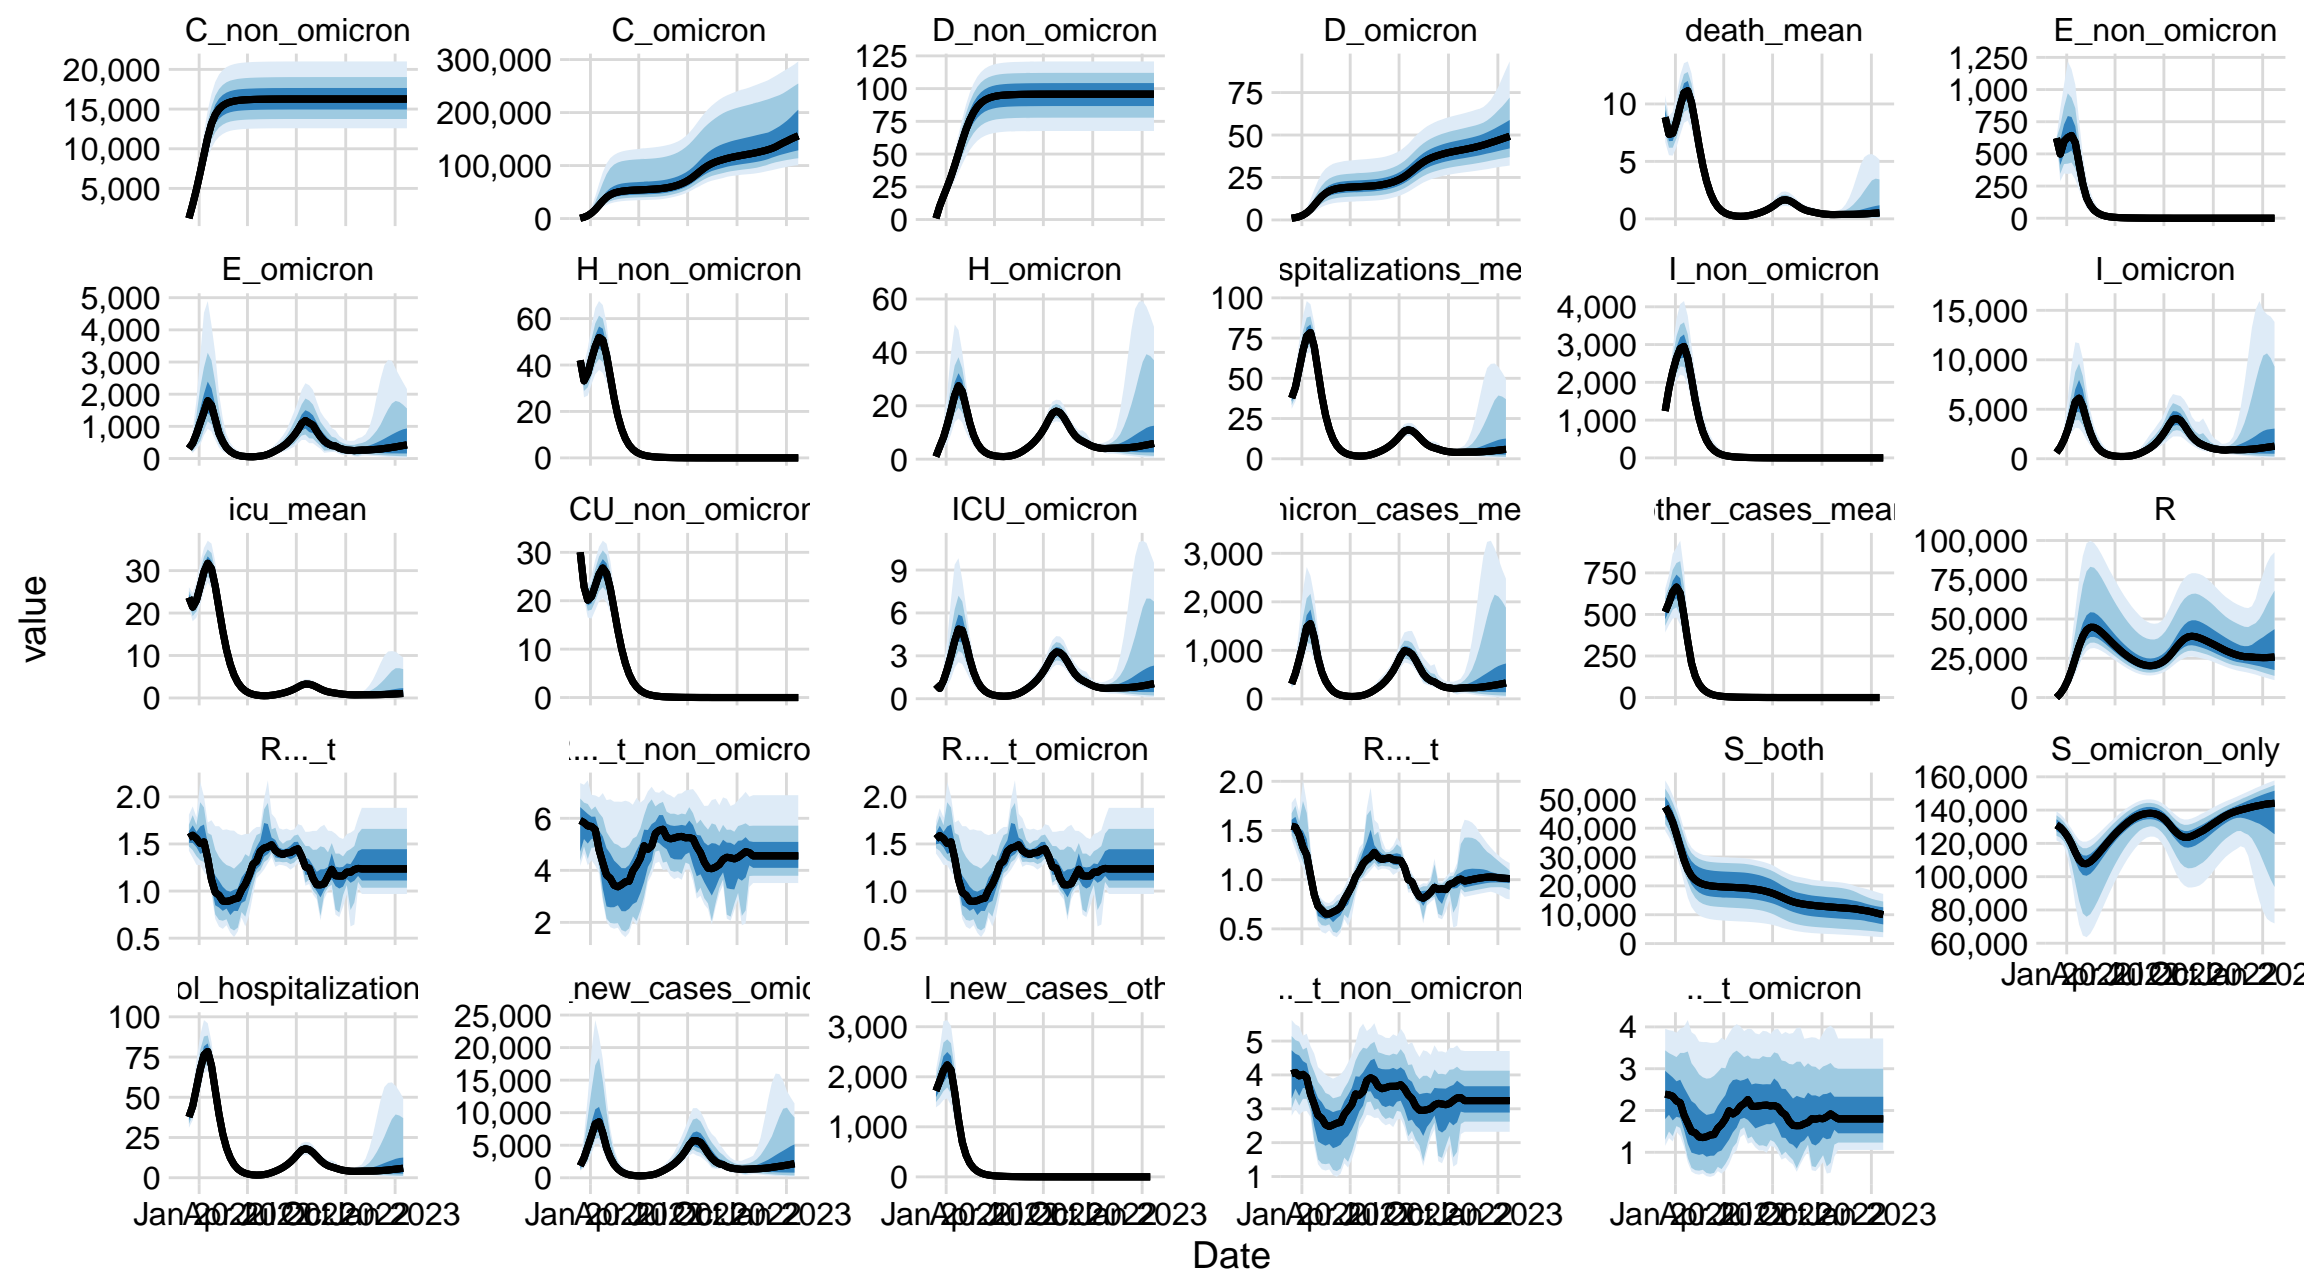 C_non_omicron C_omicron D_non_omicron D_omicron death_mean E_non_omicron
20,000 15,000 10,000 5,000
300,000 200,000 100,000 0
125 100 75 50 25 0
75 50 25 0
10 5 0
1,250 1,000 750 500 250 0
E_omicron H_non_omicron H_omicron spitalizations_me I_non_omicron I_omicron
5,000 4,000 3,000 2,000 1,000 0
60 40 20 0
60 40 20 0
100 75 50 25 0
4,000 3,000 2,000 1,000 0
15,000 10,000 5,000 0
icu_mean CU_non_omicron ICU_omicron nicron_cases_me ther_cases_mea R
30 20 10 0
30 20 10 0
9 6 3 0
3,000 2,000 1,000 0
750 500 250 0
100,000 75,000 50,000 25,000 0
value
R..._t ..._t_non_omicro R..._t_omicron R..._t S_both S_omicron_only
2.0 1.5 1.0 0.5
6 4 2
2.0 1.5 1.0 0.5
2.0 1.5 1.0 0.5
50,000 40,000 30,000 20,000 10,000 0
160,000 140,000 120,000 100,000 80,000 60,000
ol_hospitalization _new_cases_omic l_new_cases_oth .._t_non_omicron .._t_omicron
100 75 50 25 0
25,000 20,000 15,000 10,000 5,000 0
3,000 2,000 1,000 0
5 4 3 2 1
4 3 2 1
Date